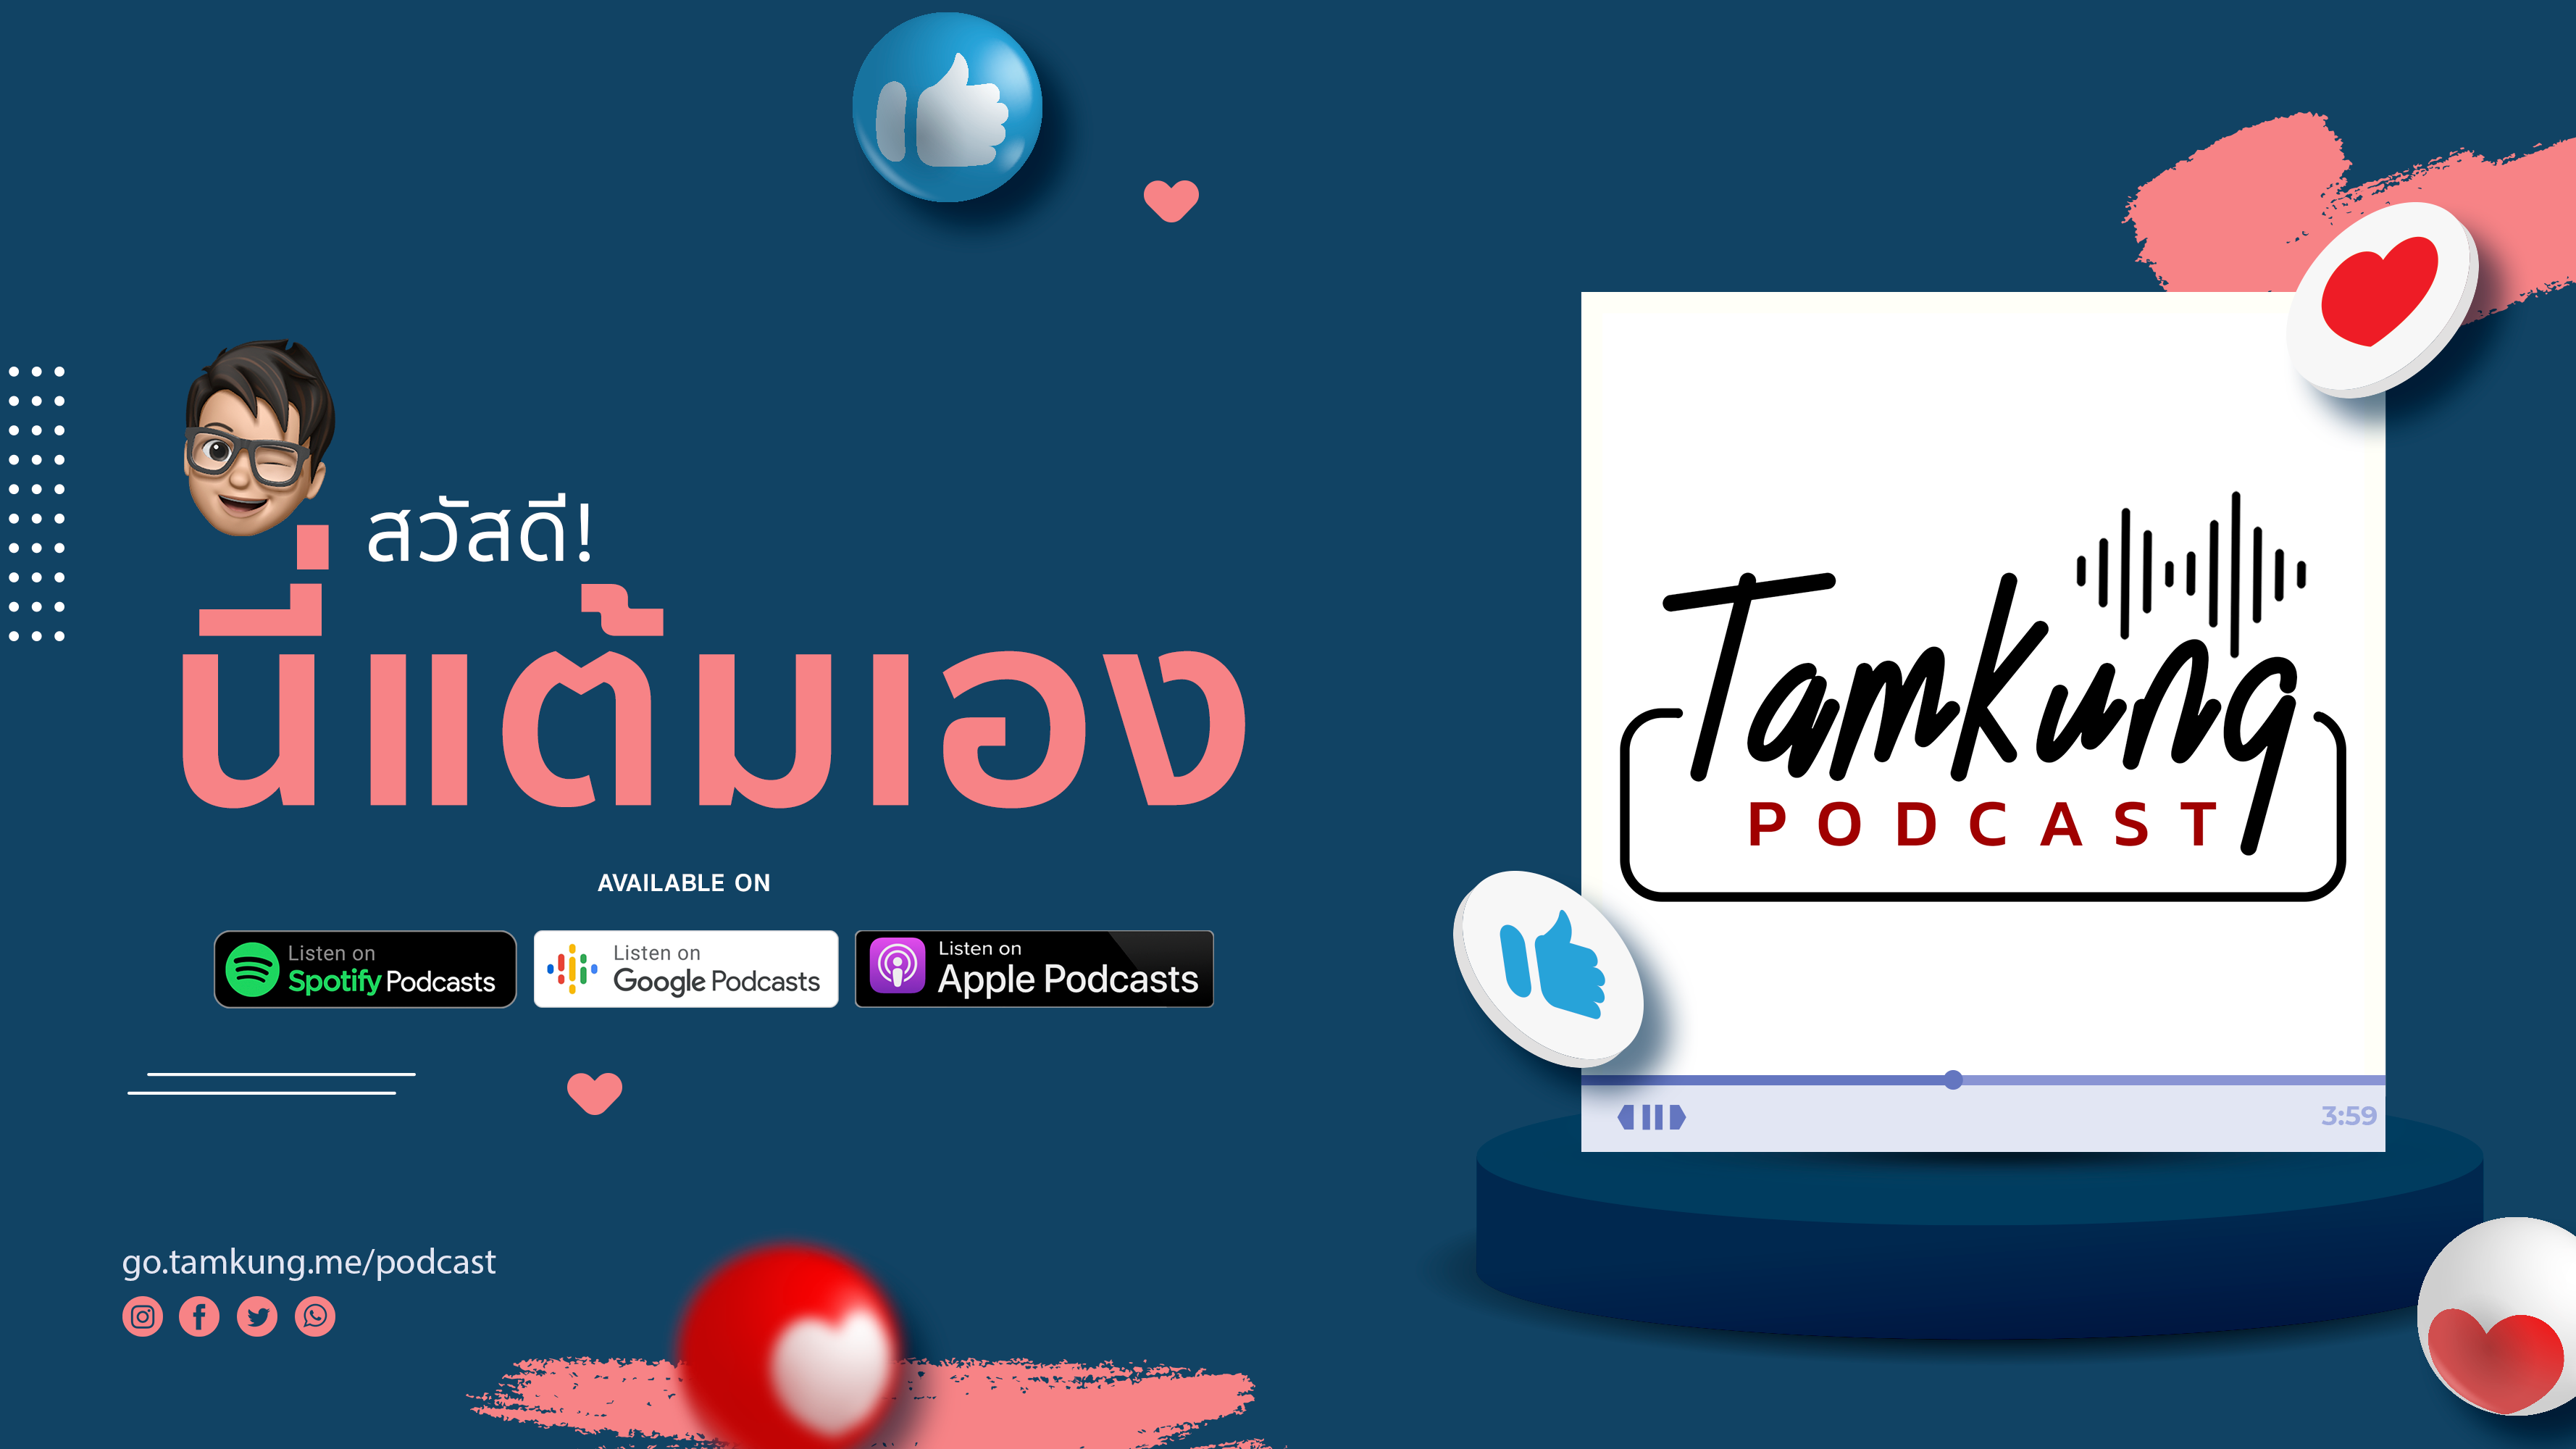 สวัสดี!
นี่แต้มเอง
AVAILABLE ON
Listen on
Spotify Podcasts
Listen on
Google Podcasts
Listen on
Apple Podcasts
go.tamkung.me/podcast
Tamkung
PODCAST
3:59